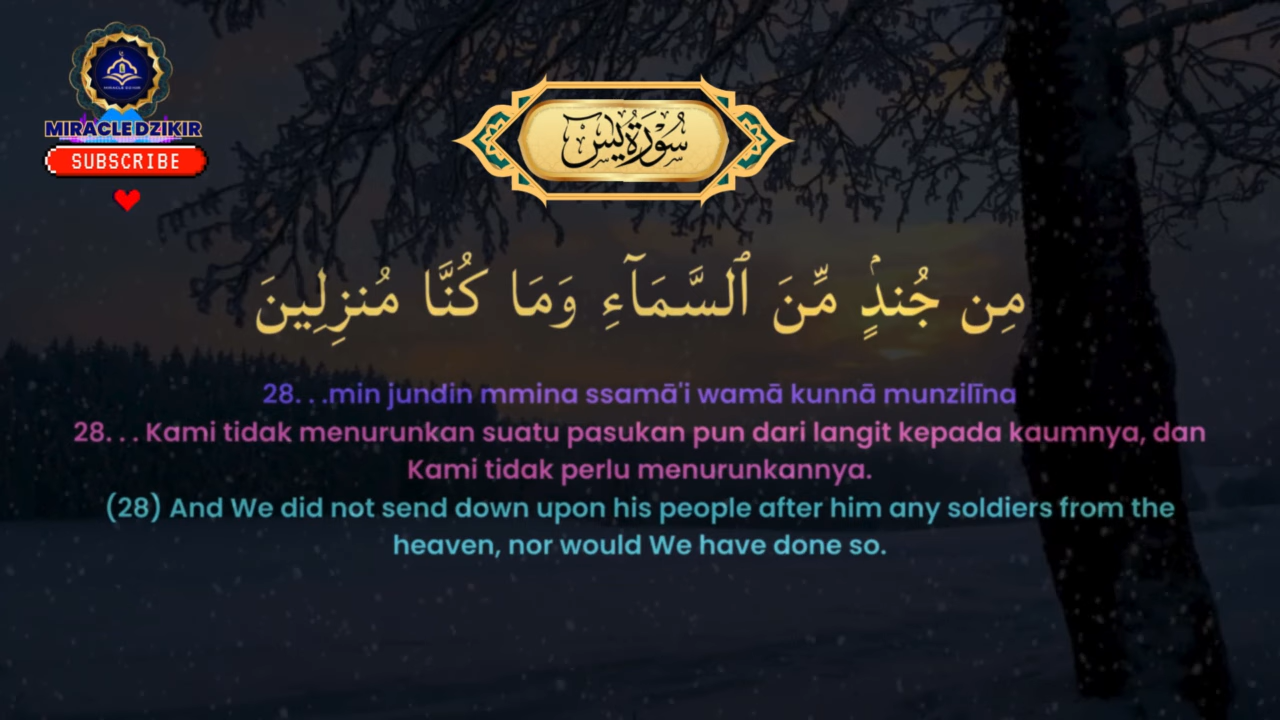 MIRACLE DZIKIR
SUBSCRIBE
سُورَةُ يس
مِن جُندٍۢ مِّنَ ٱلسَّمَآءِ وَمَا كُنَّا مُنزِلِينَ
28. . .min jundin mmina ssamā'i wamā kunnā munzilīna
28. . . Kami tidak menurunkan suatu pasukan pun dari langit kepada kaumnya, dan
Kami tidak perlu menurunkannya.
(28) And We did not send down upon his people after him any soldiers from the
heaven, nor would We have done so.